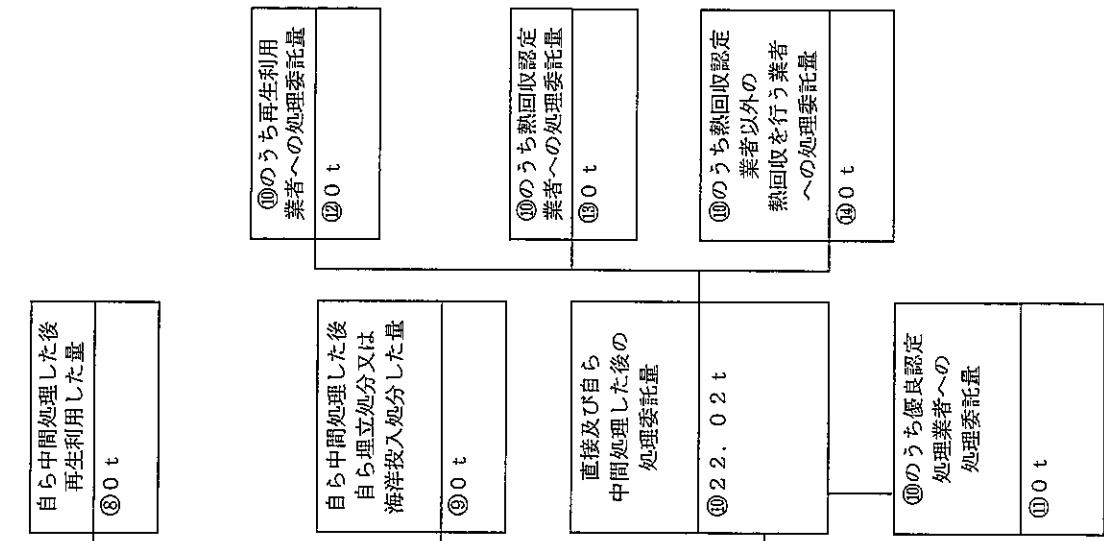 自ら中間処理した後
再生利用した量
⑧0 t
自ら中間処理した後
自ら埋立処分又は
海洋投入処分した量
⑨0 t
直接及び自ら
中間処理した後の
処理委託量
⑩22.02t
⑩のうち優良認定
処理業者への
処理委託量
⑪0 t
⑩のうち再生利用
業者への処理委託量
⑫0 t
⑩のうち熱回収認定
業者への処理委託量
⑬0 t
⑩のうち熱回収認定
業者以外の
熱回収を行う業者
への処理委託量
⑭0 t